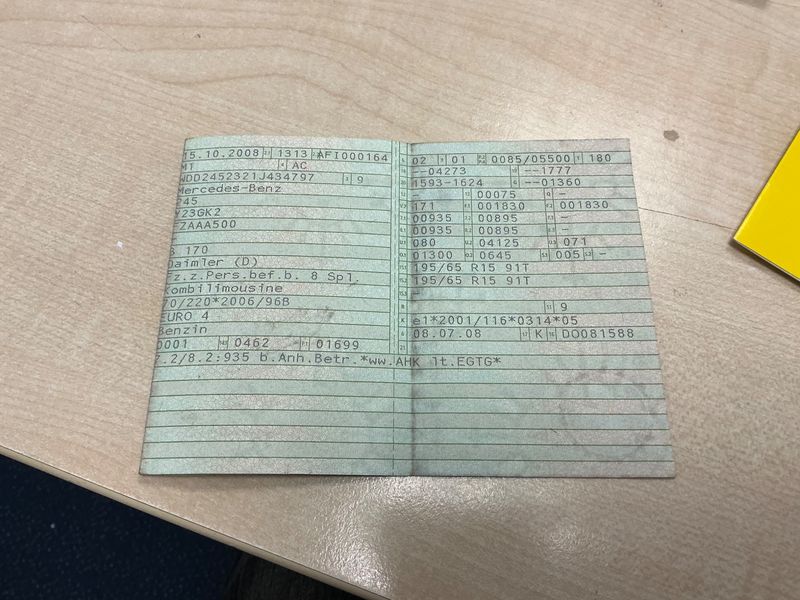 15.10.2008 1313 AFI000164
MT AC
WDD2452321J434797 9
Mercedes-Benz
245
Y23GK2
FZAAA500
B 170
Daimler (D)
Fz.z.Pers.bef.b. 8 Spl.
Kombilimousine
70/220*2006/96B
EURO 4
Benzin
0001 0462 01699
7.2/8.2:935 b.Anh.Betr.*ww.AHK lt.EGTG*
02 01 0085/05500 180
--04273 --1777
1593-1624 --01360
- 00075 -
171 001830 001830
00935 00895 -
00935 00895 -
080 04125 071
01300 0645 005 -
195/65 R15 91T
195/65 R15 91T
-
9
K e1*2001/116*0314*05
6 08.07.08 K DO081588